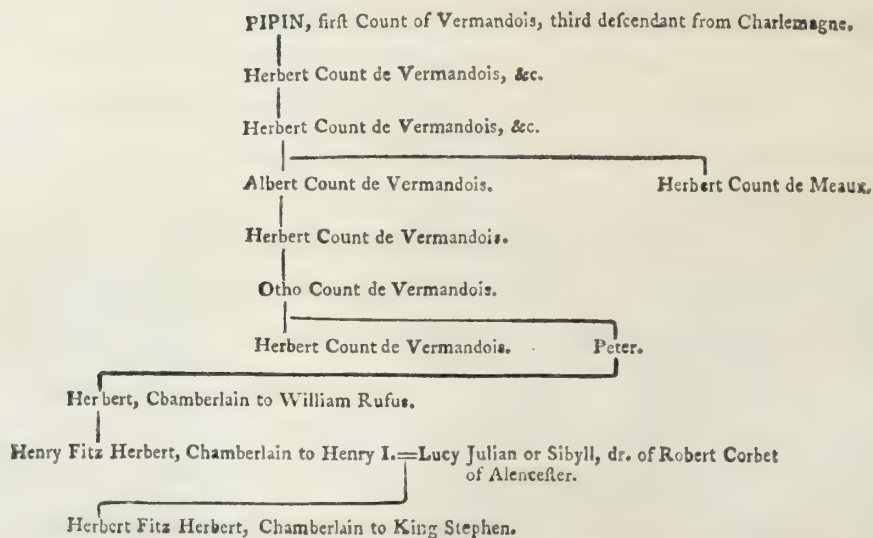 PIPIN, firſt Count of Vermandois, third deſcendant from Charlemagne.
Herbert Count de Vermandois, &c.
Herbert Count de Vermandois, &c.
Albert Count de Vermandois. Herbert Count de Meaux.
Herbert Count de Vermandois.
Otho Count de Vermandois.
Herbert Count de Vermandois. Peter.
Herbert, Chamberlain to William Rufus.
Henry Fitz Herbert, Chamberlain to Henry I.=Lucy Julian or Sibyll, dr. of Robert Corbet
of Alenceſter.
Herbert Fitz Herbert, Chamberlain to King Stephen.